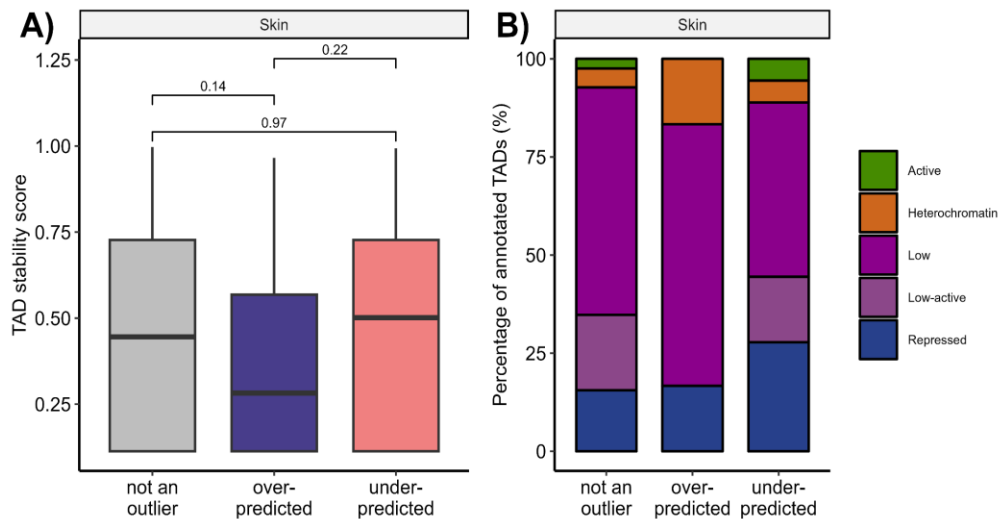 A)
Skin
TAD stability score
1.25
1.00
0.75
0.50
0.25
0.22
0.14
0.97
not an
outlier
over-
predicted
under-
predicted
B)
Skin
Percentage of annotated TADs (%)
100
75
50
25
0
not an
outlier
over-
predicted
under-
predicted
Active
Heterochromatin
Low
Low-active
Repressed